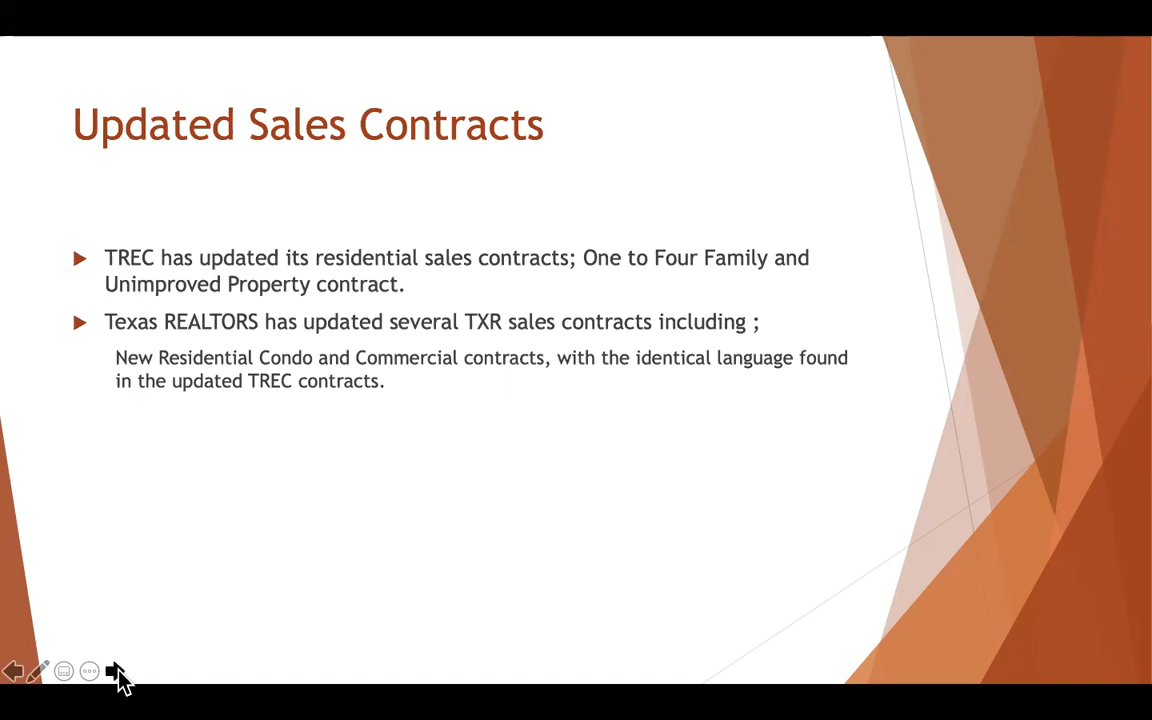 Updated Sales Contracts
TREC has updated its residential sales contracts; One to Four Family and
Unimproved Property contract.
Texas REALTORS has updated several TXR sales contracts including ;
New Residential Condo and Commercial contracts, with the identical language found
in the updated TREC contracts.